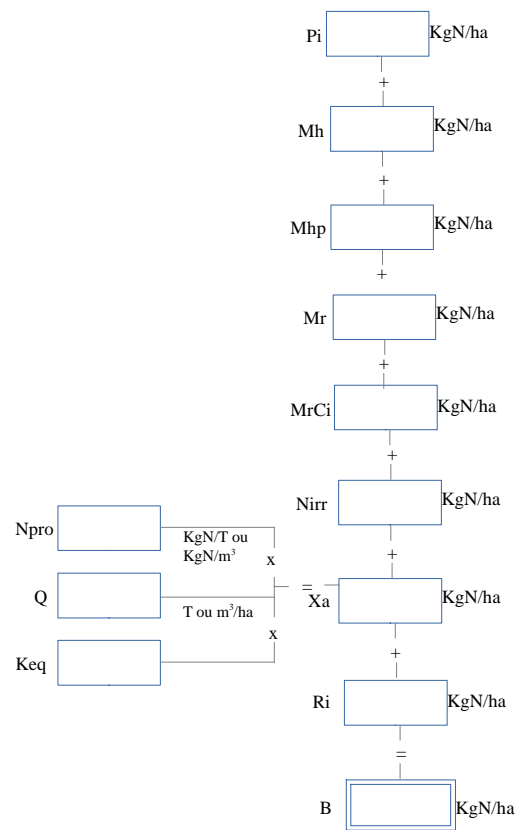 Pi KgN/ha
+
Mh KgN/ha
+
Mhp KgN/ha
+
Mr KgN/ha
+
MrCi KgN/ha
+
Nirr KgN/ha
+
Npro KgN/T ou
KgN/m³
x
Q T ou m³/ha
x
Keq
= Xa KgN/ha
+
Ri KgN/ha
=
B KgN/ha